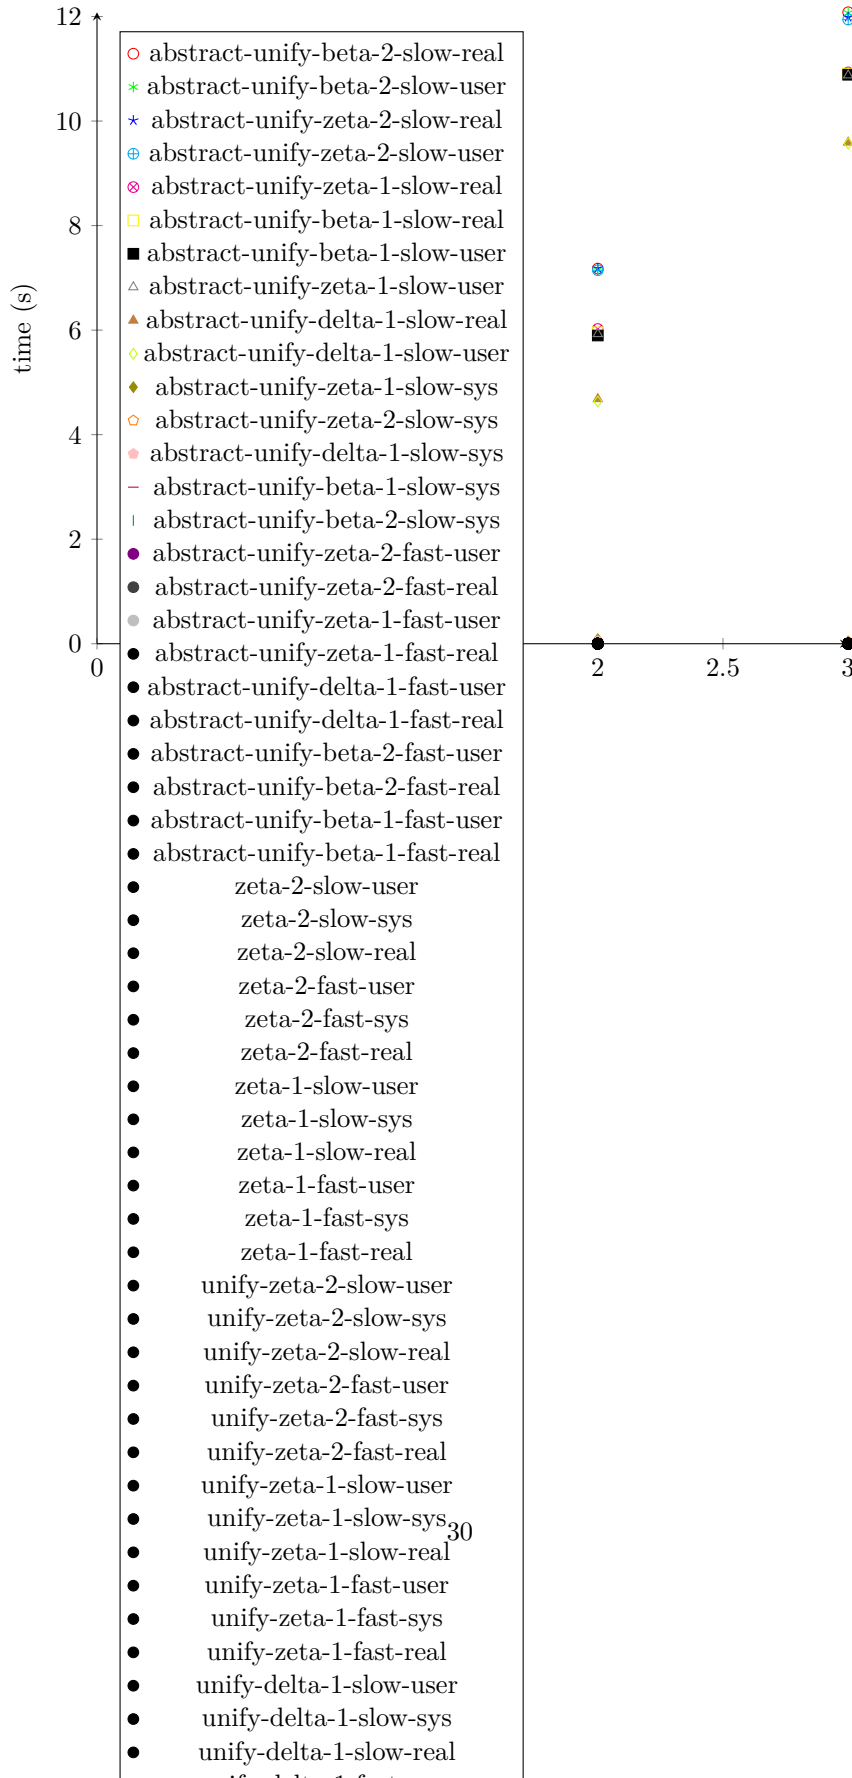 12
10
8
6
4
2
0
time (s)
0
2
2.5
3
abstract-unify-beta-2-slow-real
abstract-unify-beta-2-slow-user
abstract-unify-zeta-2-slow-real
abstract-unify-zeta-2-slow-user
abstract-unify-zeta-1-slow-real
abstract-unify-beta-1-slow-real
abstract-unify-beta-1-slow-user
abstract-unify-zeta-1-slow-user
abstract-unify-delta-1-slow-real
abstract-unify-delta-1-slow-user
abstract-unify-zeta-1-slow-sys
abstract-unify-zeta-2-slow-sys
abstract-unify-delta-1-slow-sys
abstract-unify-beta-1-slow-sys
abstract-unify-beta-2-slow-sys
abstract-unify-zeta-2-fast-user
abstract-unify-zeta-2-fast-real
abstract-unify-zeta-1-fast-user
abstract-unify-zeta-1-fast-real
abstract-unify-delta-1-fast-user
abstract-unify-delta-1-fast-real
abstract-unify-beta-2-fast-user
abstract-unify-beta-2-fast-real
abstract-unify-beta-1-fast-user
abstract-unify-beta-1-fast-real
zeta-2-slow-user
zeta-2-slow-sys
zeta-2-slow-real
zeta-2-fast-user
zeta-2-fast-sys
zeta-2-fast-real
zeta-1-slow-user
zeta-1-slow-sys
zeta-1-slow-real
zeta-1-fast-user
zeta-1-fast-sys
zeta-1-fast-real
unify-zeta-2-slow-user
unify-zeta-2-slow-sys
unify-zeta-2-slow-real
unify-zeta-2-fast-user
unify-zeta-2-fast-sys
unify-zeta-2-fast-real
unify-zeta-1-slow-user
unify-zeta-1-slow-sys
30
unify-zeta-1-slow-real
unify-zeta-1-fast-user
unify-zeta-1-fast-sys
unify-zeta-1-fast-real
unify-delta-1-slow-user
unify-delta-1-slow-sys
unify-delta-1-slow-real